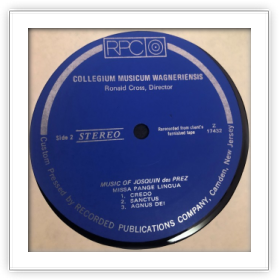 RPC
COLLEGIUM MUSICUM WAGNERIENSIS
Ronald Cross, Director
Side 2 STEREO
Rerecorded from client's
furnished tape
Z
17422
MUSIC OF JOSQUIN des PREZ
MISSA PANGE LINGUA
1. CREDO
2. SANCTUS
3. AGNUS DEI
Custom Pressed by RECORDED PUBLICATIONS COMPANY, Camden, New Jersey